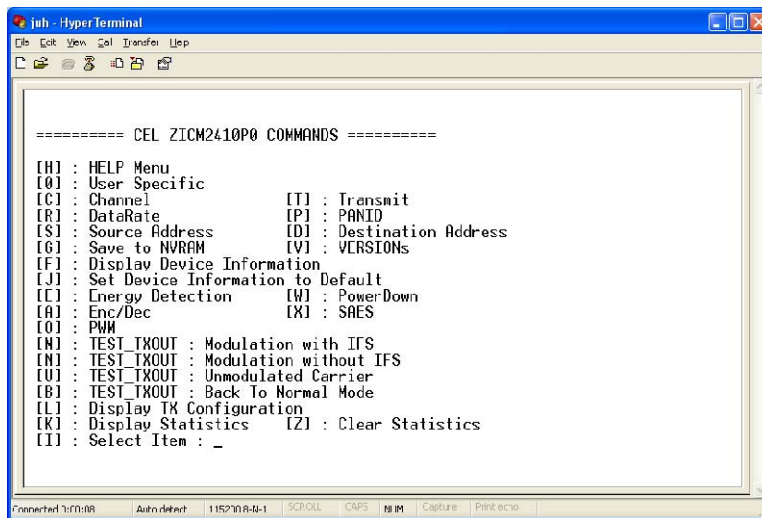 juh - HyperTerminal
File Edit View Call Transfer Help
========== CEL ZICM2410P0 COMMANDS ==========
[H] : HELP Menu
[0] : User Specific
[C] : Channel [T] : Transmit
[R] : DataRate [P] : PANID
[S] : Source Address [D] : Destination Address
[G] : Save to NVRAM [V] : VERSIONs
[F] : Display Device Information
[J] : Set Device Information to Default
[E] : Energy Detection [W] : PowerDown
[A] : Enc/Dec [X] : SAES
[O] : PWM
[M] : TEST_TXOUT : Modulation with IFS
[N] : TEST_TXOUT : Modulation without IFS
[U] : TEST_TXOUT : Unmodulated Carrier
[B] : TEST_TXOUT : Back To Normal Mode
[L] : Display TX Configuration
[K] : Display Statistics [Z] : Clear Statistics
[I] : Select Item : _
Connected 0:00:08 Auto detect 115200 8-N-1 SCROLL CAPS NUM Capture Print echo